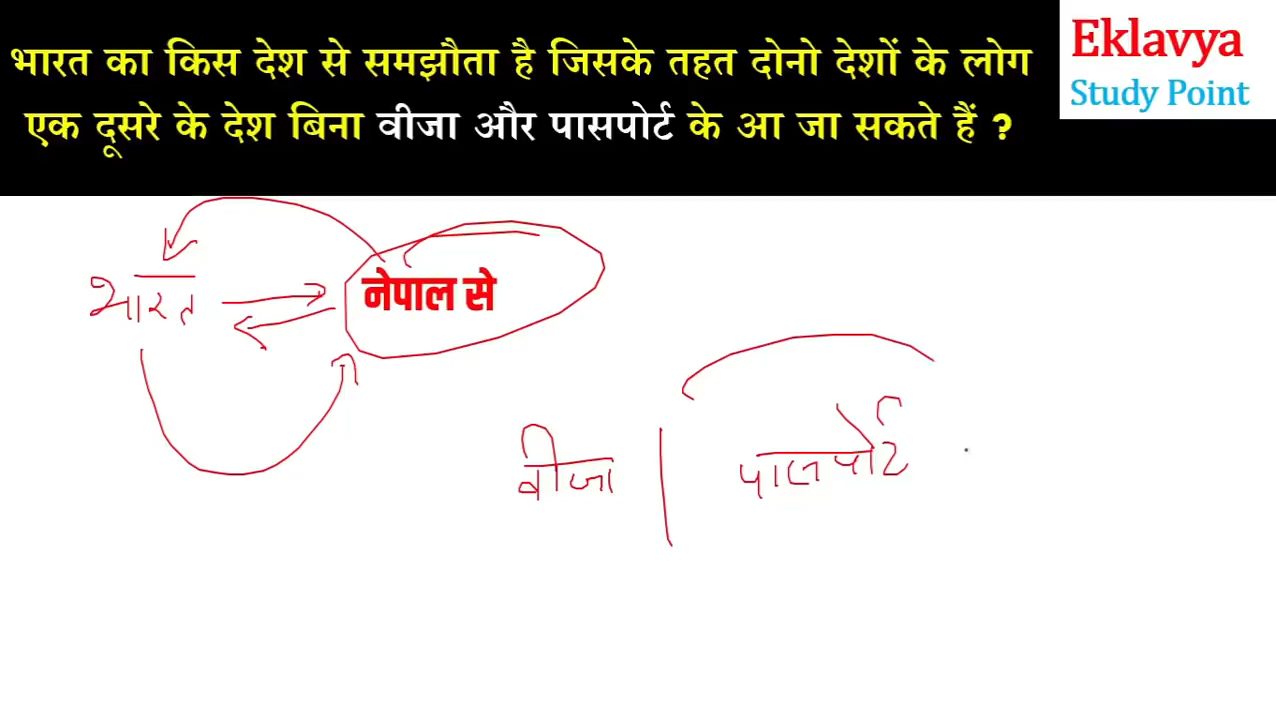 भारत का किस देश से समझौता है जिसके तहत दोनो देशों के लोग
एक दूसरे के देश बिना वीजा और पासपोर्ट के आ जा सकते हैं ?
Eklavya
Study Point
भारत
नेपाल से
वीजा
पासपोर्ट